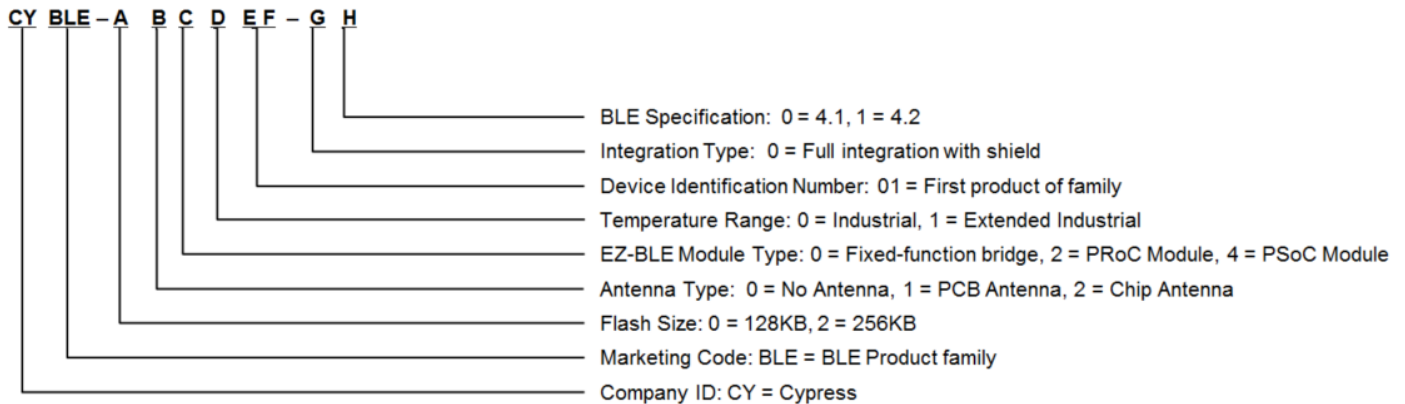 CY BLE – A B C D E F – G H
BLE Specification: 0 = 4.1, 1 = 4.2
Integration Type: 0 = Full integration with shield
Device Identification Number: 01 = First product of family
Temperature Range: 0 = Industrial, 1 = Extended Industrial
EZ-BLE Module Type: 0 = Fixed-function bridge, 2 = PRoC Module, 4 = PSoC Module
Antenna Type: 0 = No Antenna, 1 = PCB Antenna, 2 = Chip Antenna
Flash Size: 0 = 128KB, 2 = 256KB
Marketing Code: BLE = BLE Product family
Company ID: CY = Cypress